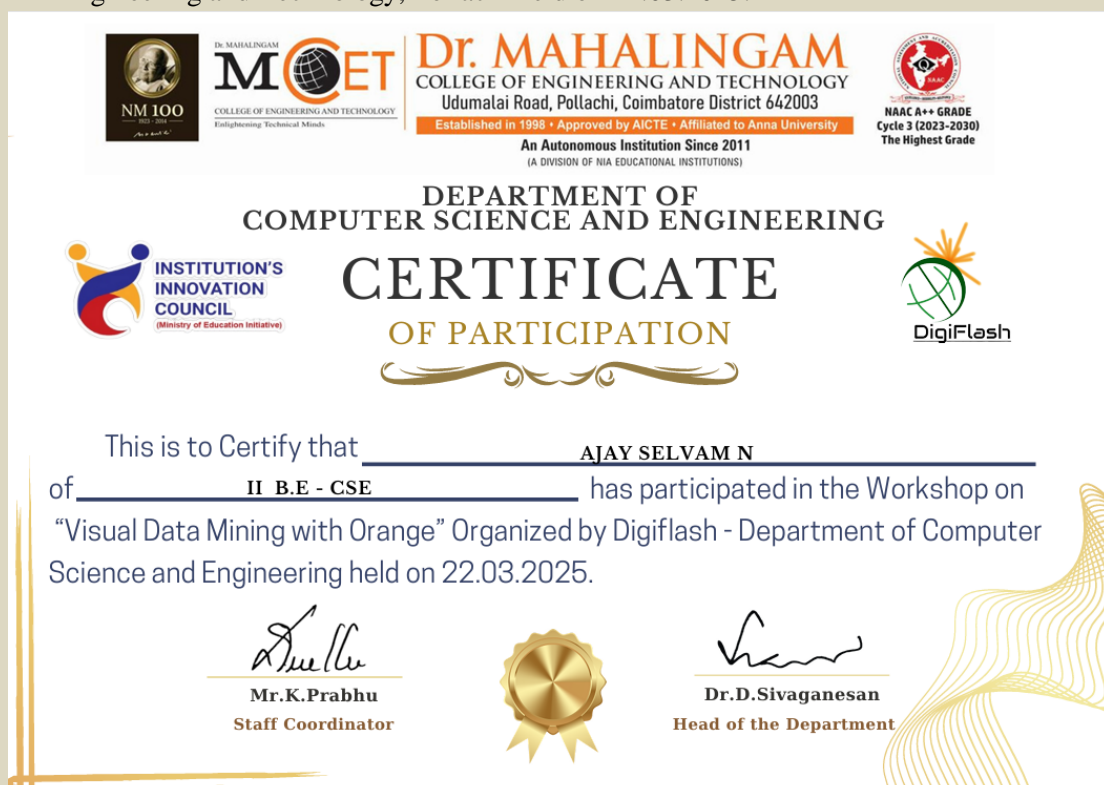 NM 100
1923 - 2014
Dr. MAHALINGAM
MCET
COLLEGE OF ENGINEERING AND TECHNOLOGY
Enlightening Technical Minds
Dr. MAHALINGAM
COLLEGE OF ENGINEERING AND TECHNOLOGY
Udumalai Road, Pollachi, Coimbatore District 642003
Established in 1998 • Approved by AICTE • Affiliated to Anna University
An Autonomous Institution Since 2011
(A DIVISION OF NIA EDUCATIONAL INSTITUTIONS)
NAAC
NAAC A++ GRADE
Cycle 3 (2023-2030)
The Highest Grade
DEPARTMENT OF
COMPUTER SCIENCE AND ENGINEERING
INSTITUTION'S
INNOVATION
COUNCIL
(Ministry of Education Initiative)
CERTIFICATE
OF PARTICIPATION
DigiFlash
This is to Certify that AJAY SELVAM N
of II B.E - CSE has participated in the Workshop on
“Visual Data Mining with Orange” Organized by Digiflash - Department of Computer
Science and Engineering held on 22.03.2025.
Mr.K.Prabhu
Staff Coordinator
Dr.D.Sivaganesan
Head of the Department